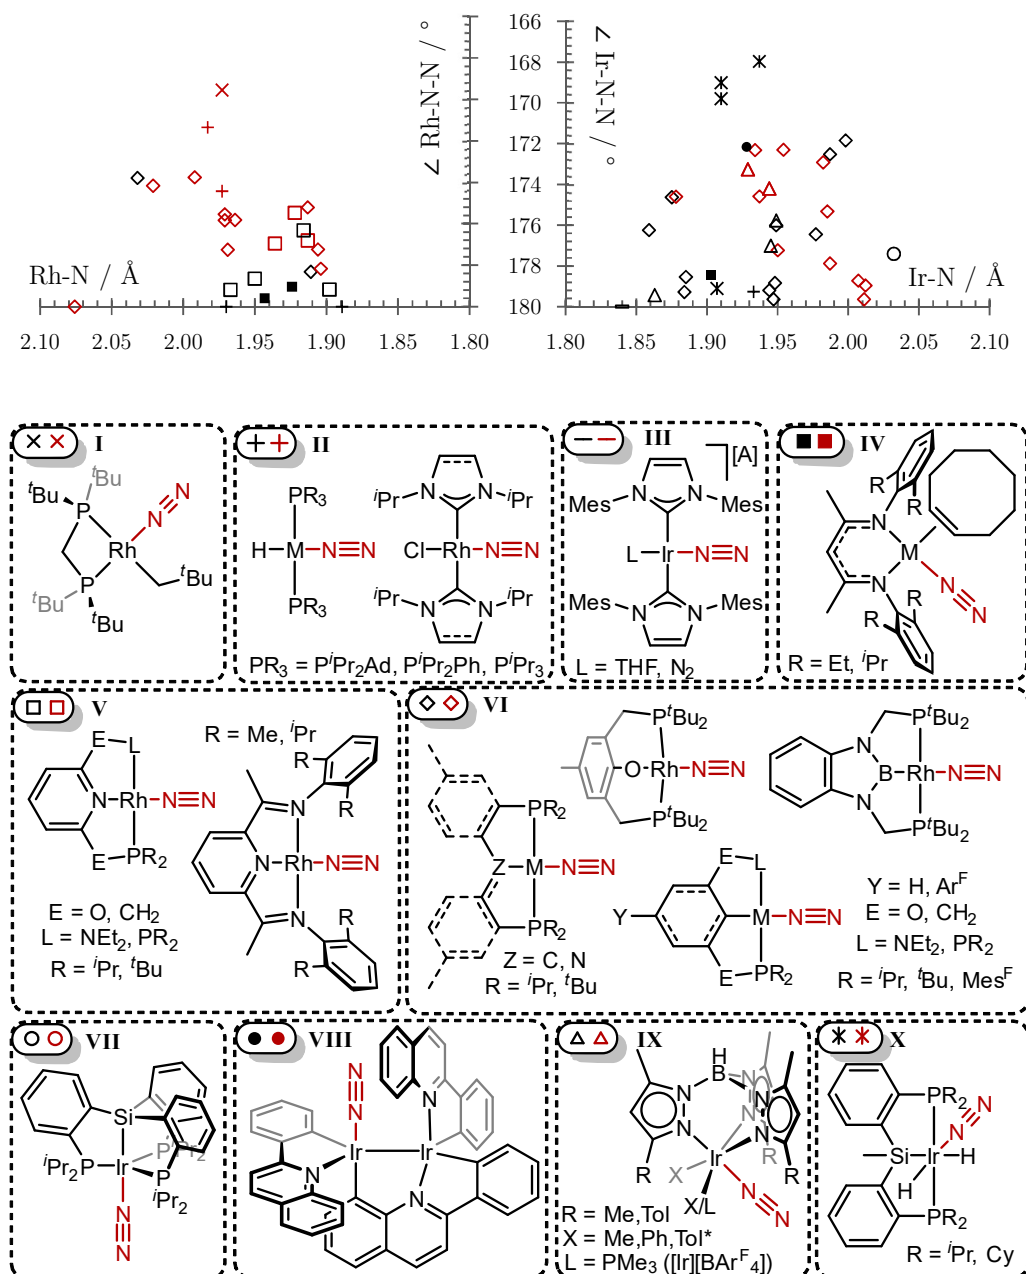 ∠ Rh-N-N / °
∠ Ir-N-N / °
166
168
170
172
174
176
178
180
Rh-N / Å
Ir-N / Å
2.10 2.05 2.00 1.95 1.90 1.85 1.80
1.80 1.85 1.90 1.95 2.00 2.05 2.10
I
ᵗBu
ᵗBu
P
N≡N
Rh
P
ᵗBu
ᵗBu
ᵗBu
II
PR₃
H–M–N≡N
PR₃
ⁱPr N N ⁱPr
Cl–Rh–N≡N
ⁱPr N N ⁱPr
PR₃ = PⁱPr₂Ad, PⁱPr₂Ph, PⁱPr₃
III
[A]
Mes N N Mes
L–Ir–N≡N
Mes N N Mes
L = THF, N₂
IV
R
R
N
M
N
N≡N
R
R
R = Et, ⁱPr
V
E L
N–Rh–N≡N
E PR₂
E = O, CH₂
L = NEt₂, PR₂
R = ⁱPr, ᵗBu
R = Me, ⁱPr
R
R
N
N–Rh–N≡N
N
R
R
VI
PR₂
Z–M–N≡N
PR₂
Z = C, N
R = ⁱPr, ᵗBu
PᵗBu₂
O–Rh–N≡N
PᵗBu₂
PᵗBu₂
N
B–Rh–N≡N
N
PᵗBu₂
E L
Y
M–N≡N
E PR₂
Y = H, Arꟳ
E = O, CH₂
L = NEt₂, PR₂
R = ⁱPr, ᵗBu, Mesꟳ
VII
Si
PⁱPr₂
ⁱPr₂P–Ir
P
ⁱPr₂
N≡N
VIII
N≡N
N
Ir–Ir
N
N
IX
H
B
N N
N N
N N
R
R
R
Ir
X
X/L
N≡N
R = Me,Tol
X = Me,Ph,Tol*
L = PMe₃ ([Ir][BArꟳ₄])
X
PR₂
N≡N
Si–Ir–H
H
PR₂
R = ⁱPr, Cy